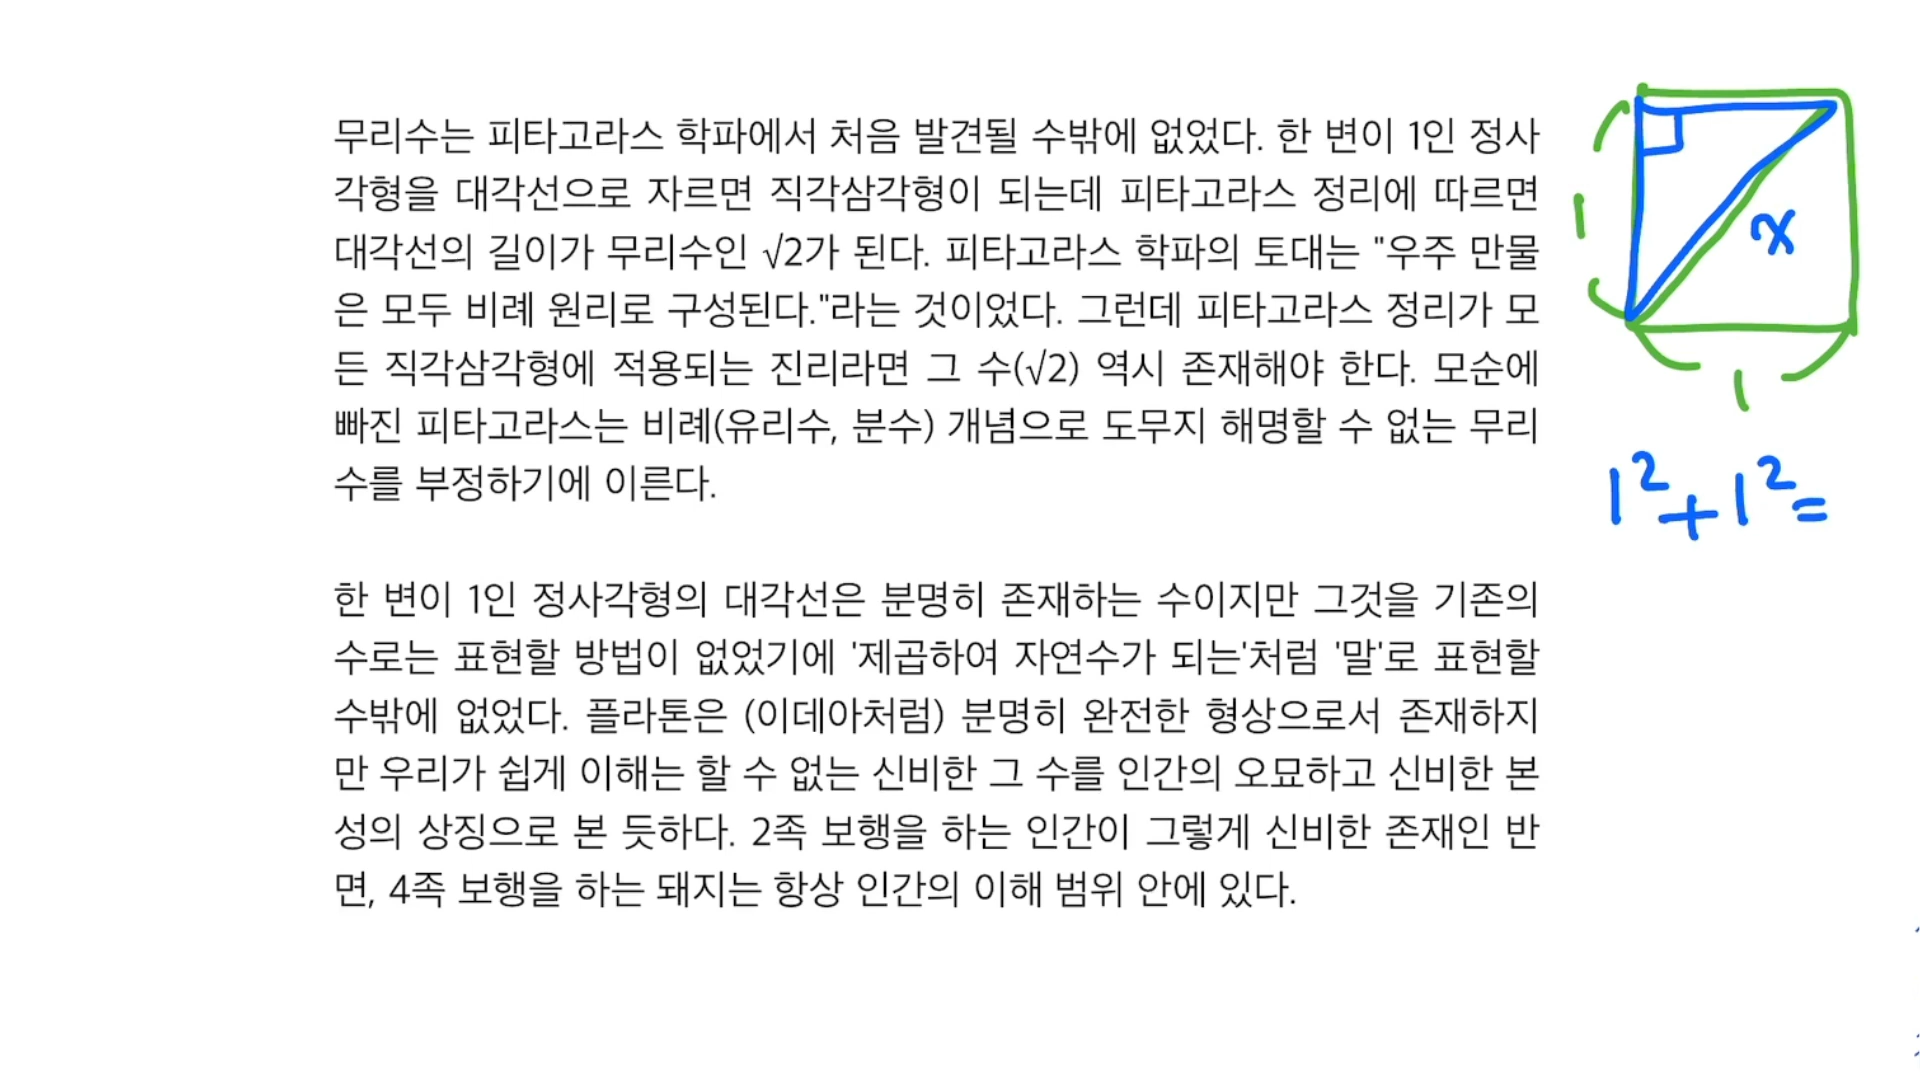 무리수는 피타고라스 학파에서 처음 발견될 수밖에 없었다. 한 변이 1인 정사
각형을 대각선으로 자르면 직각삼각형이 되는데 피타고라스 정리에 따르면
대각선의 길이가 무리수인 √2가 된다. 피타고라스 학파의 토대는 "우주 만물
은 모두 비례 원리로 구성된다."라는 것이었다. 그런데 피타고라스 정리가 모
든 직각삼각형에 적용되는 진리라면 그 수(√2) 역시 존재해야 한다. 모순에
빠진 피타고라스는 비례(유리수, 분수) 개념으로 도무지 해명할 수 없는 무리
수를 부정하기에 이른다.
한 변이 1인 정사각형의 대각선은 분명히 존재하는 수이지만 그것을 기존의
수로는 표현할 방법이 없었기에 '제곱하여 자연수가 되는'처럼 '말'로 표현할
수밖에 없었다. 플라톤은 (이데아처럼) 분명히 완전한 형상으로서 존재하지
만 우리가 쉽게 이해는 할 수 없는 신비한 그 수를 인간의 오묘하고 신비한 본
성의 상징으로 본 듯하다. 2족 보행을 하는 인간이 그렇게 신비한 존재인 반
면, 4족 보행을 하는 돼지는 항상 인간의 이해 범위 안에 있다.
1
x
1
1²+1²=